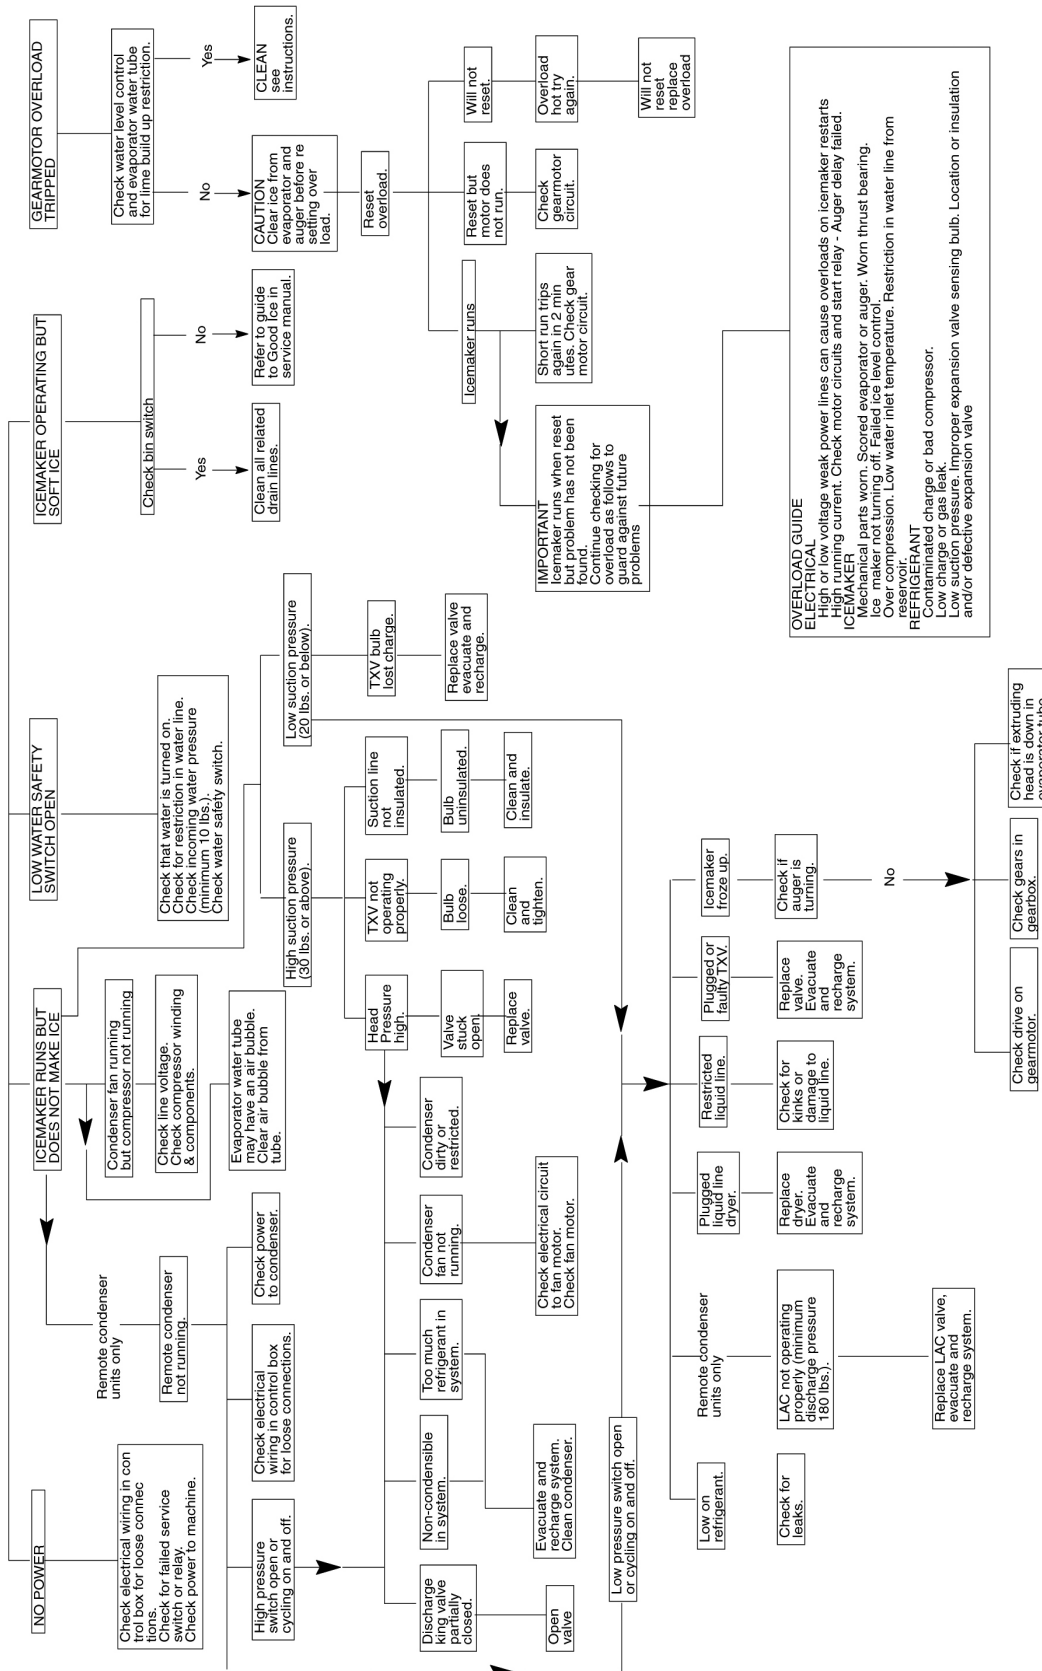 NO POWER
Check electrical wiring in con
trol box for loose connec
tions.
Check for failed service
switch or relay.
Check power to machine.
ICEMAKER RUNS BUT
DOES NOT MAKE ICE
Remote condenser
units only
Remote condenser
not running.
High pressure
switch open or
cycling on and off.
Check electrical
wiring in control box
for loose connections.
Check power
to condenser.
Condenser fan running
but compressor not running
Check line voltage.
Check compressor winding
& components.
Evaporator water tube
may have an air bubble.
Clear air bubble from
tube.
Discharge
king valve
partially
closed.
Open
valve
Non-condensible
in system.
Too much
refrigerant in
system.
Evacuate and
recharge system.
Clean condenser.
Condenser
fan not
running.
Check electrical circuit
to fan motor.
Check fan motor.
Condenser
dirty or
restricted.
High suction pressure
(30 lbs. or above).
Head
Pressure
high.
Valve
stuck
open.
Replace
valve.
TXV not
operating
properly.
Bulb
loose.
Clean
and
tighten.
Suction line
not
insulated.
Bulb
uninsulated.
Clean and
insulate.
Low suction pressure
(20 lbs. or below).
TXV bulb
lost charge.
Replace valve
evacuate and
recharge.
Low pressure switch open
or cycling on and off.
Low on
refrigerant.
Check for
leaks.
Remote condenser
units only
LAC not operating
properly (minimum
discharge pressure
180 lbs.).
Replace LAC valve,
evacuate and
recharge system.
Plugged
liquid line
dryer.
Replace
dryer.
Evacuate
and
recharge
system.
Restricted
liquid line.
Check for
kinks or
damage to
liquid line.
Plugged or
faulty TXV.
Replace
valve.
Evacuate
and
recharge
system.
Icemaker
froze up.
Check if
auger is
turning.
No
Check drive on
gearmotor.
Check gears in
gearbox.
Check if extruding
head is down in
evaporator tube
LOW WATER SAFETY
SWITCH OPEN
Check that water is turned on.
Check for restriction in water line.
Check incoming water pressure
(minimum 10 lbs.).
Check water safety switch.
ICEMAKER OPERATING BUT
SOFT ICE
Check bin switch
Yes
No
Clean all related
drain lines.
Refer to guide
to Good Ice in
service manual.
GEARMOTOR OVERLOAD
TRIPPED
Check water level control
and evaporator water tube
for lime build up restriction.
No
Yes
CAUTION
Clear ice from
evaporator and
auger before re
setting over
load.
CLEAN
see
instructions.
Reset
overload.
Icemaker runs
Reset but
motor does
not run.
Will not
reset.
Short run trips
again in 2 min
utes. Check gear
motor circuit.
Check
gearmotor
circuit.
Overload
hot try
again.
Will not
reset
replace
overload
IMPORTANT
Icemaker runs when reset
but problem has not been
found.
Continue checking for
overload as follows to
guard against future
problems
OVERLOAD GUIDE
ELECTRICAL
High or low voltage weak power lines can cause overloads on icemaker restarts
High running current. Check motor circuits and start relay - Auger delay failed.
ICEMAKER
Mechanical parts worn. Scored evaporator or auger. Worn thrust bearing.
Ice maker not turning off. Failed ice level control.
Over compression. Low water inlet temperature. Restriction in water line from
reservoir.
REFRIGERANT
Contaminated charge or bad compressor.
Low charge or gas leak.
Low suction pressure. Improper expansion valve sensing bulb. Location or insulation
and/or defective expansion valve